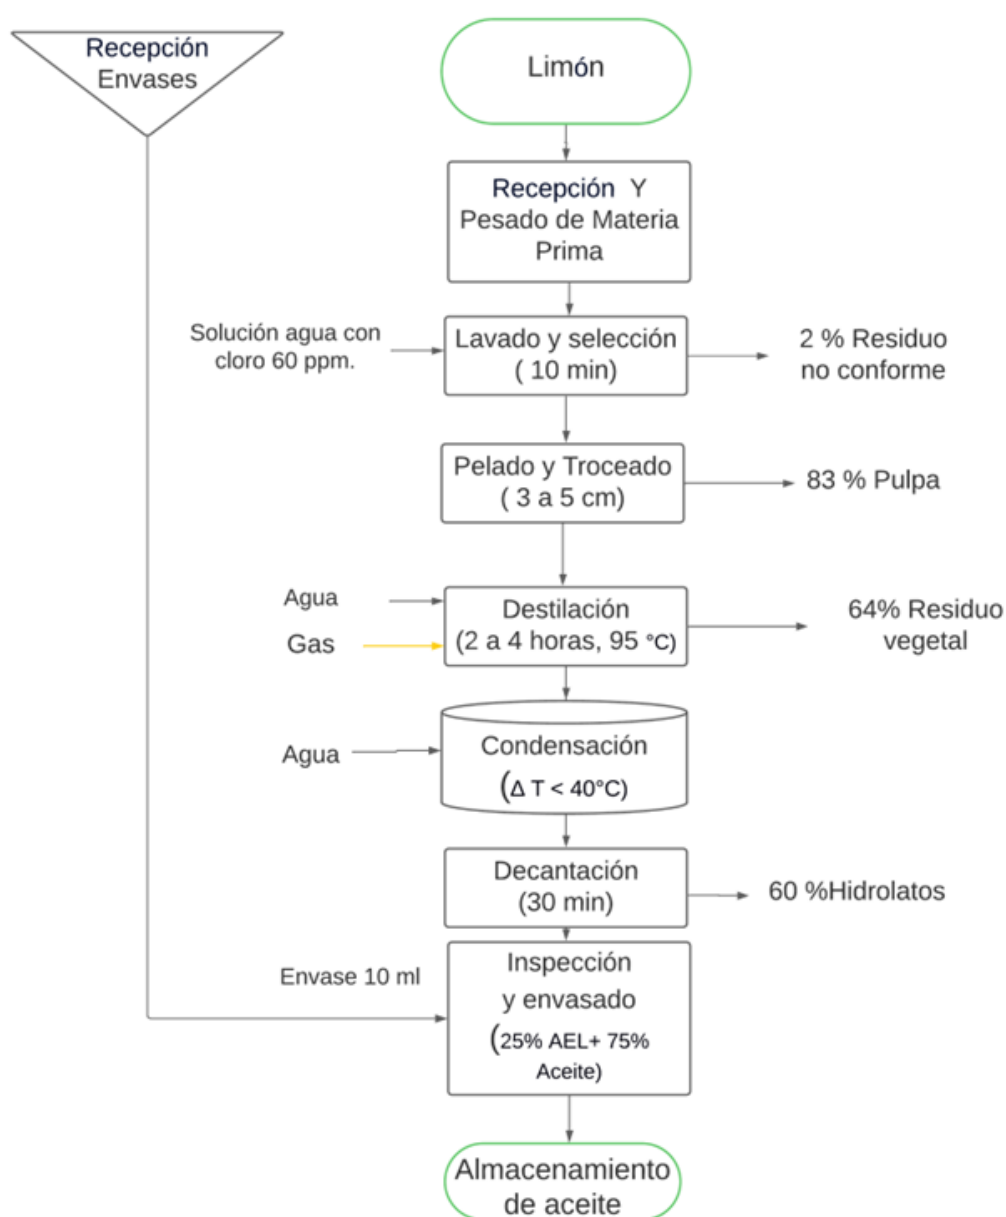 Recepción
Envases
Limón
Recepción Y
Pesado de Materia
Prima
Solución agua con
cloro 60 ppm.
Lavado y selección
( 10 min)
2 % Residuo
no conforme
Pelado y Troceado
( 3 a 5 cm)
83 % Pulpa
Agua
Gas
Destilación
(2 a 4 horas, 95 °C)
64% Residuo
vegetal
Agua
Condensación
(Δ T < 40°C)
Decantación
(30 min)
60 %Hidrolatos
Envase 10 ml
Inspección
y envasado
(25% AEL+ 75%
Aceite)
Almacenamiento
de aceite